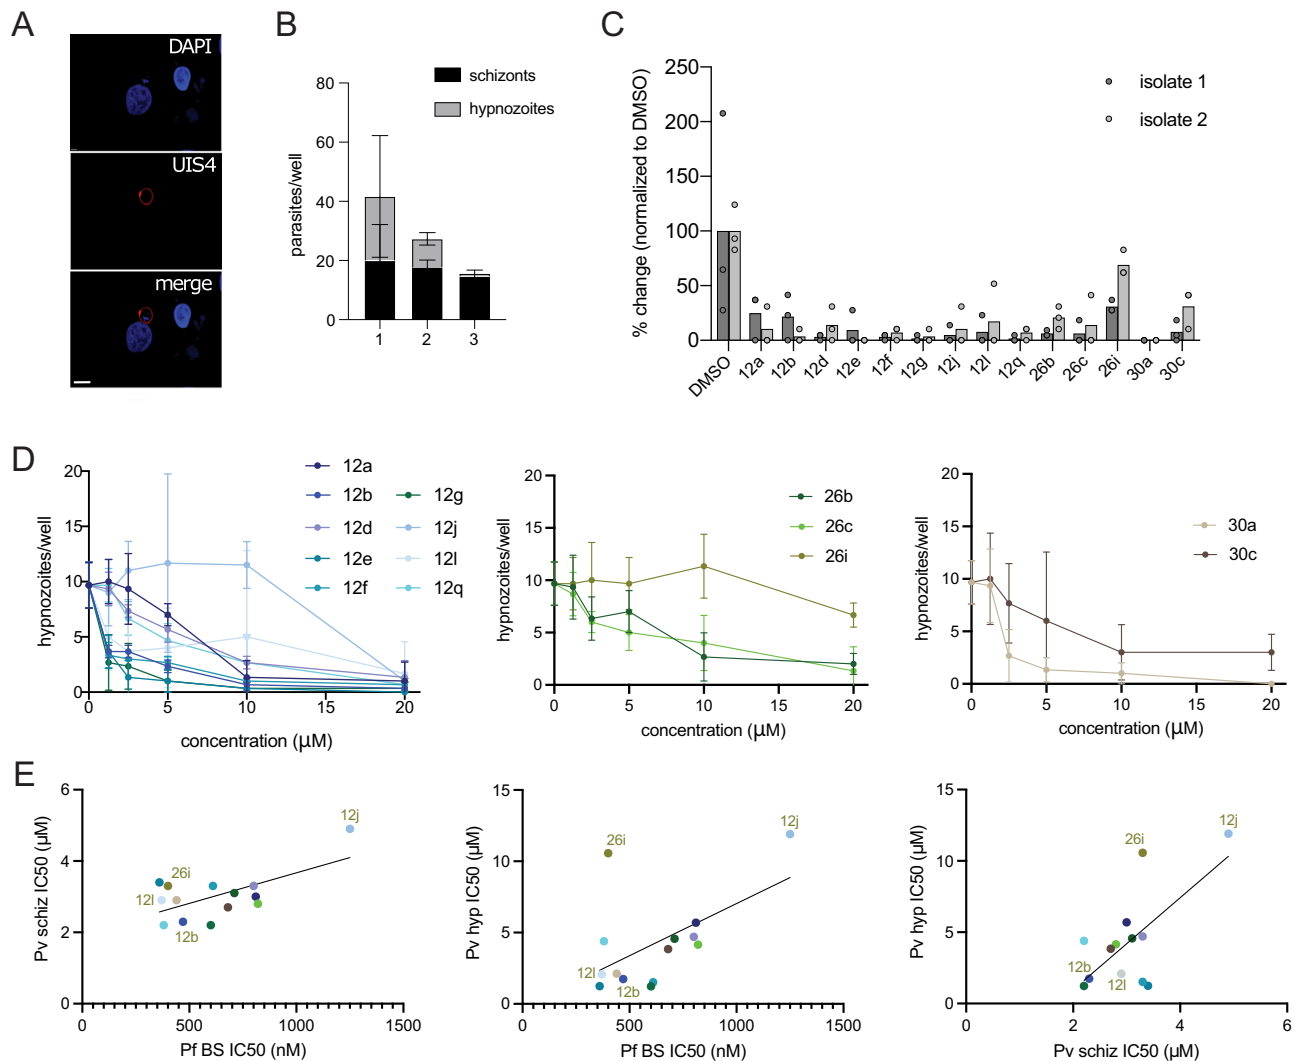 A
DAPI
UIS4
merge
B
schizonts
hypnozoites
parasites/well
80
60
40
20
0
1 2 3
C
% change (normalized to DMSO)
250
200
150
100
50
0
isolate 1
isolate 2
DMSO 12a 12b 12d 12e 12f 12g 12j 12l 12q 26b 26c 26i 30a 30c
D
hypnozoites/well
20
15
10
5
0
0 5 10 15 20
concentration (µM)
12a
12b 12g
12d 12j
12e 12l
12f 12q
hypnozoites/well
20
15
10
5
0
0 5 10 15 20
concentration (µM)
26b
26c
26i
hypnozoites/well
20
15
10
5
0
0 5 10 15 20
concentration (µM)
30a
30c
E
Pv schiz IC50 (µM)
6
4
2
0
0 500 1000 1500
Pf BS IC50 (nM)
12j
26i
12l
12b
Pv hyp IC50 (µM)
15
10
5
0
0 500 1000 1500
Pf BS IC50 (nM)
12j
26i
12l
12b
Pv hyp IC50 (µM)
15
10
5
0
0 2 4 6
Pv schiz IC50 (µM)
12j
26i
12b
12l